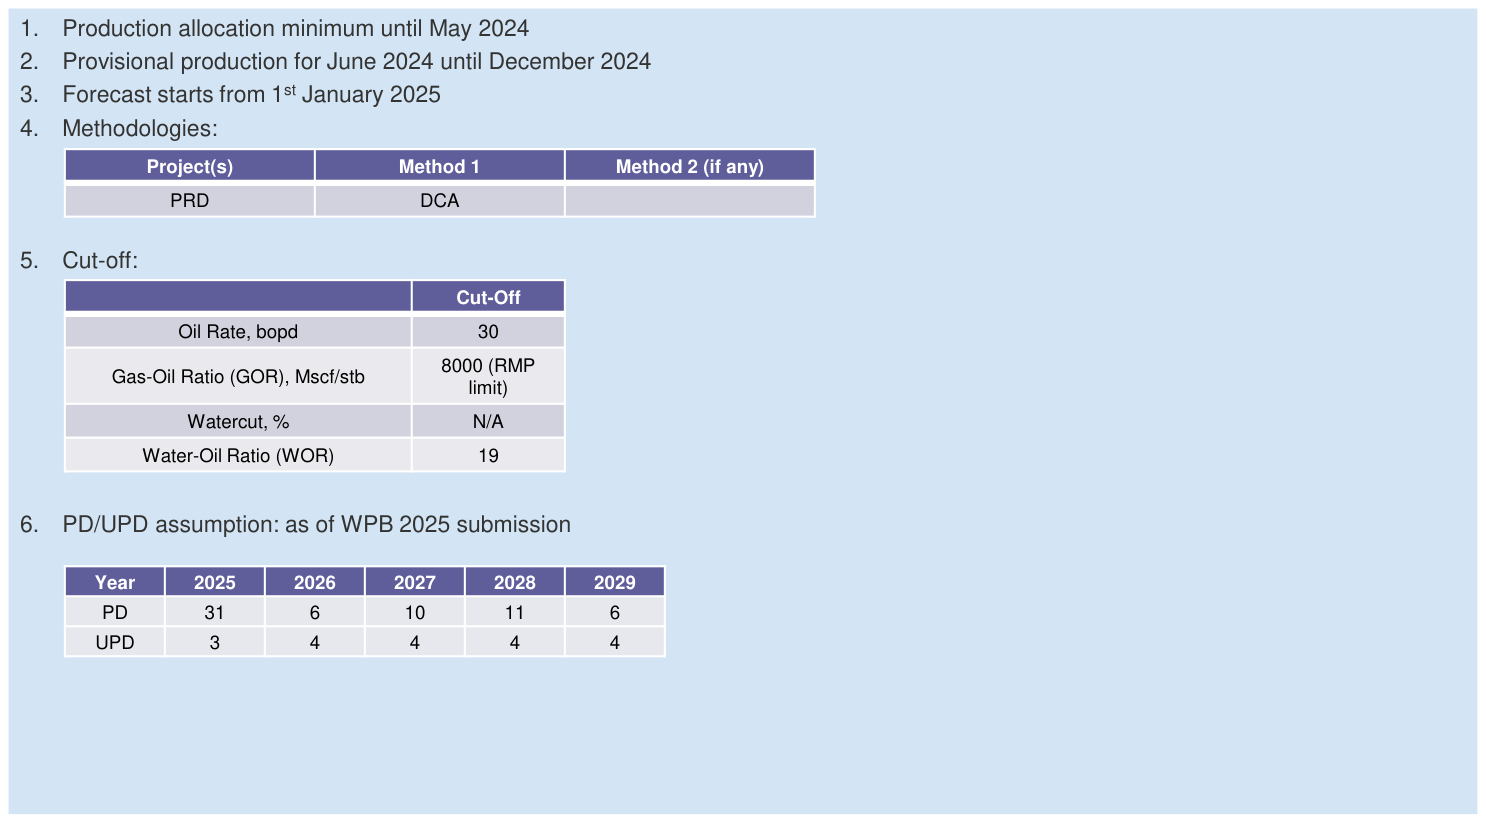 1. Production allocation minimum until May 2024
2. Provisional production for June 2024 until December 2024
3. Forecast starts from 1st January 2025
4. Methodologies:
Project(s) Method 1 Method 2 (if any)
PRD DCA
5. Cut-off:
Cut-Off
Oil Rate, bopd 30
Gas-Oil Ratio (GOR), Mscf/stb 8000 (RMP
limit)
Watercut, % N/A
Water-Oil Ratio (WOR) 19
6. PD/UPD assumption: as of WPB 2025 submission
Year 2025 2026 2027 2028 2029
PD 31 6 10 11 6
UPD 3 4 4 4 4